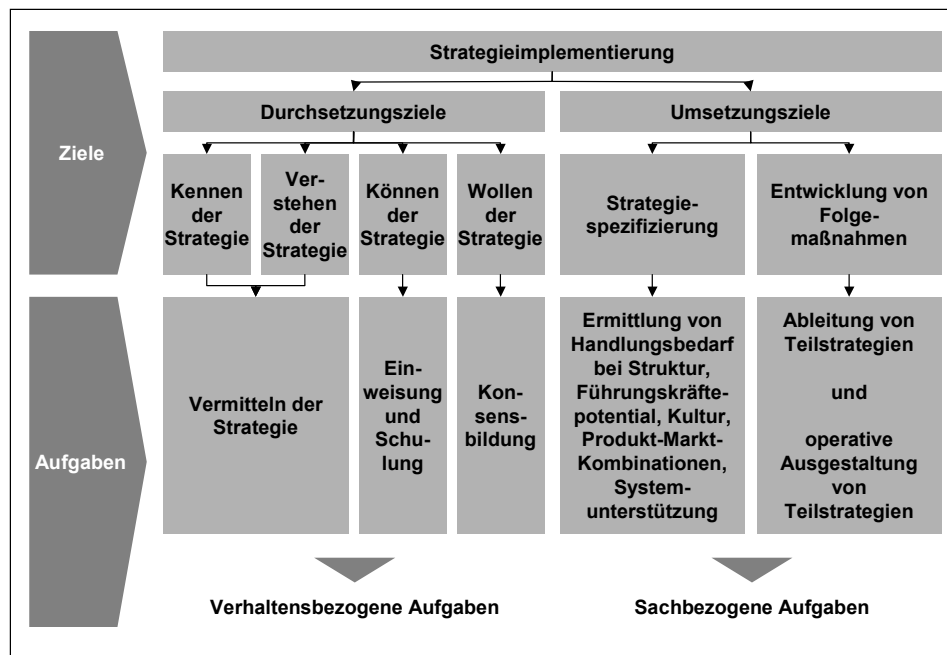 Strategieimplementierung
Durchsetzungsziele
Umsetzungsziele
Ziele
Kennen
der
Strategie
Ver-
stehen
der
Strategie
Können
der
Strategie
Wollen
der
Strategie
Strategie-
spezifizierung
Entwicklung von
Folge-
maßnahmen
Aufgaben
Vermitteln der
Strategie
Ein-
weisung
und
Schu-
lung
Kon-
sens-
bildung
Ermittlung von
Handlungsbedarf
bei Struktur,
Führungskräfte-
potential, Kultur,
Produkt-Markt-
Kombinationen,
System-
unterstützung
Ableitung von
Teilstrategien
und
operative
Ausgestaltung
von
Teilstrategien
Verhaltensbezogene Aufgaben
Sachbezogene Aufgaben